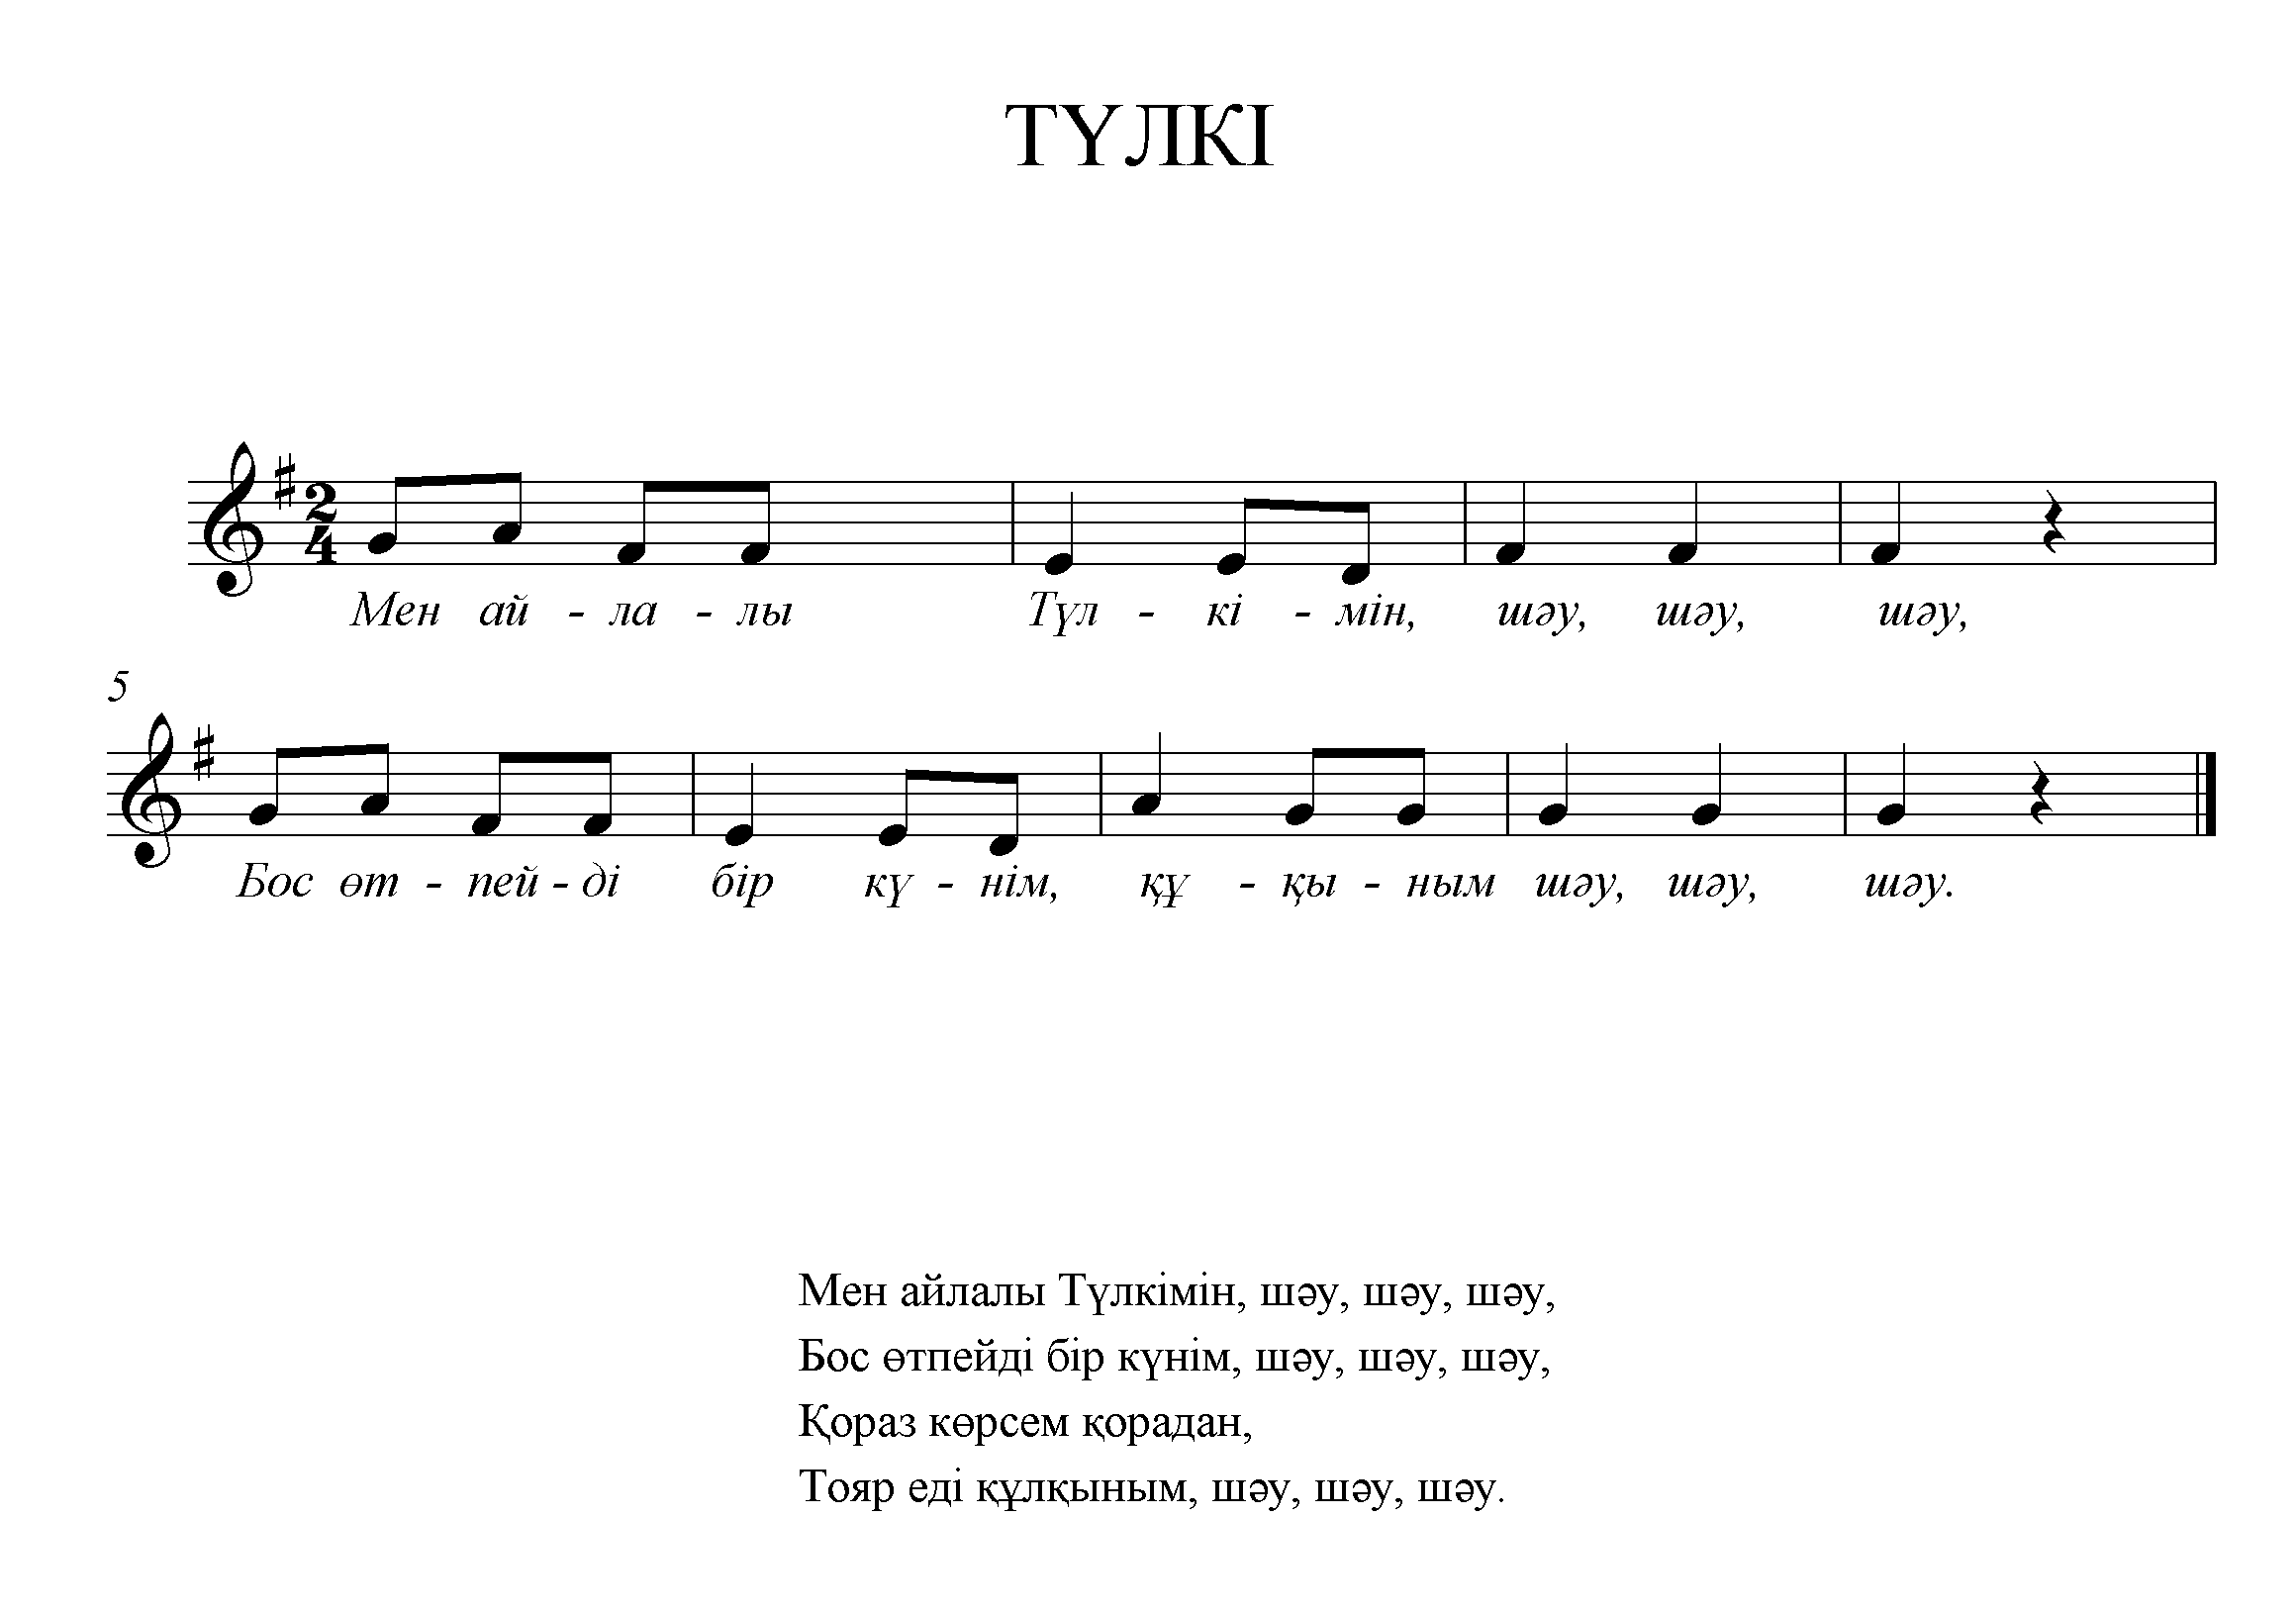 ТҮЛКІ
2
4
Мен ай - ла - лы Түл - кі - мін, шәу, шәу, шәу,
5
Бос өт - пей - ді бір кү - нім, құ - қы - ным шәу, шәу, шәу.
Мен айлалы Түлкімін, шәу, шәу, шәу,
Бос өтпейді бір күнім, шәу, шәу, шәу,
Қораз көрсем қорадан,
Тояр еді құлқыным, шәу, шәу, шәу.